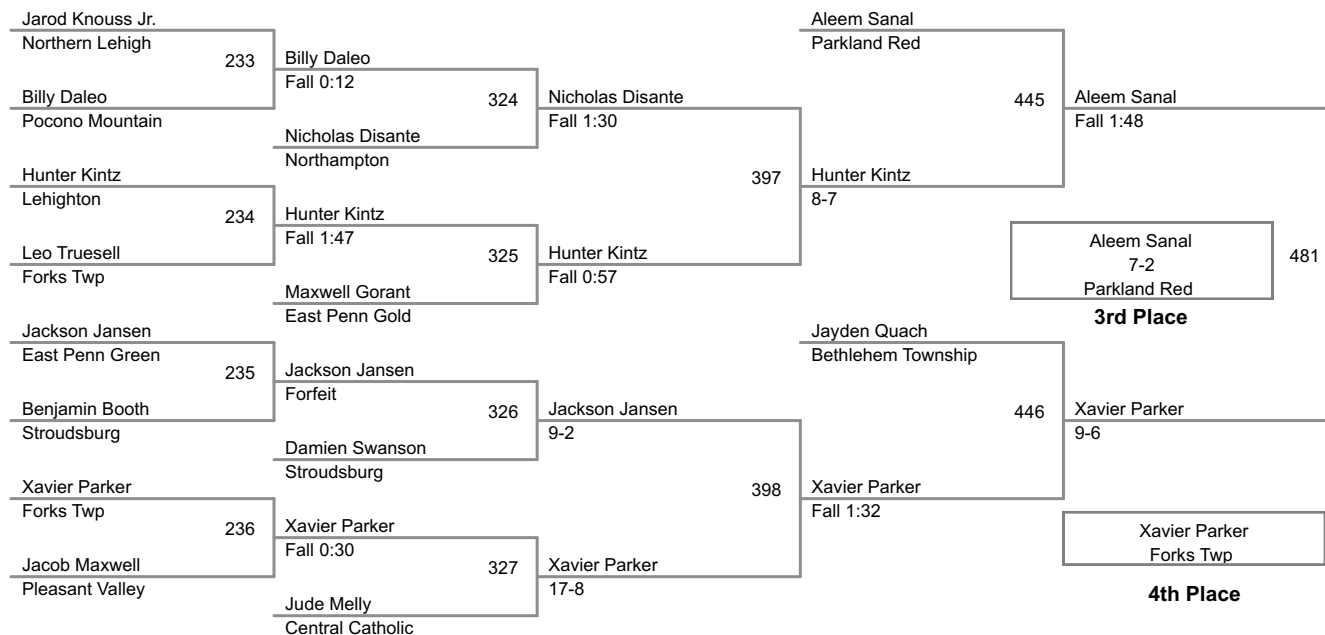 Jarod Knouss Jr.
Northern Lehigh
233
Billy Daleo
Pocono Mountain
Hunter Kintz
Lehighton
234
Leo Truesell
Forks Twp
Jackson Jansen
East Penn Green
235
Benjamin Booth
Stroudsburg
Xavier Parker
Forks Twp
236
Jacob Maxwell
Pleasant Valley
Billy Daleo
Fall 0:12
324
Nicholas Disante
Northampton
Hunter Kintz
Fall 1:47
325
Maxwell Gorant
East Penn Gold
Jackson Jansen
Forfeit
326
Damien Swanson
Stroudsburg
Xavier Parker
Fall 0:30
327
Jude Melly
Central Catholic
Nicholas Disante
Fall 1:30
397
Hunter Kintz
Fall 0:57
Jackson Jansen
9-2
398
Xavier Parker
17-8
Aleem Sanal
Parkland Red
445
Hunter Kintz
8-7
Jayden Quach
Bethlehem Township
446
Xavier Parker
Fall 1:32
Aleem Sanal
Fall 1:48
Aleem Sanal
7-2
Parkland Red
481
3rd Place
Xavier Parker
9-6
Xavier Parker
Forks Twp
4th Place